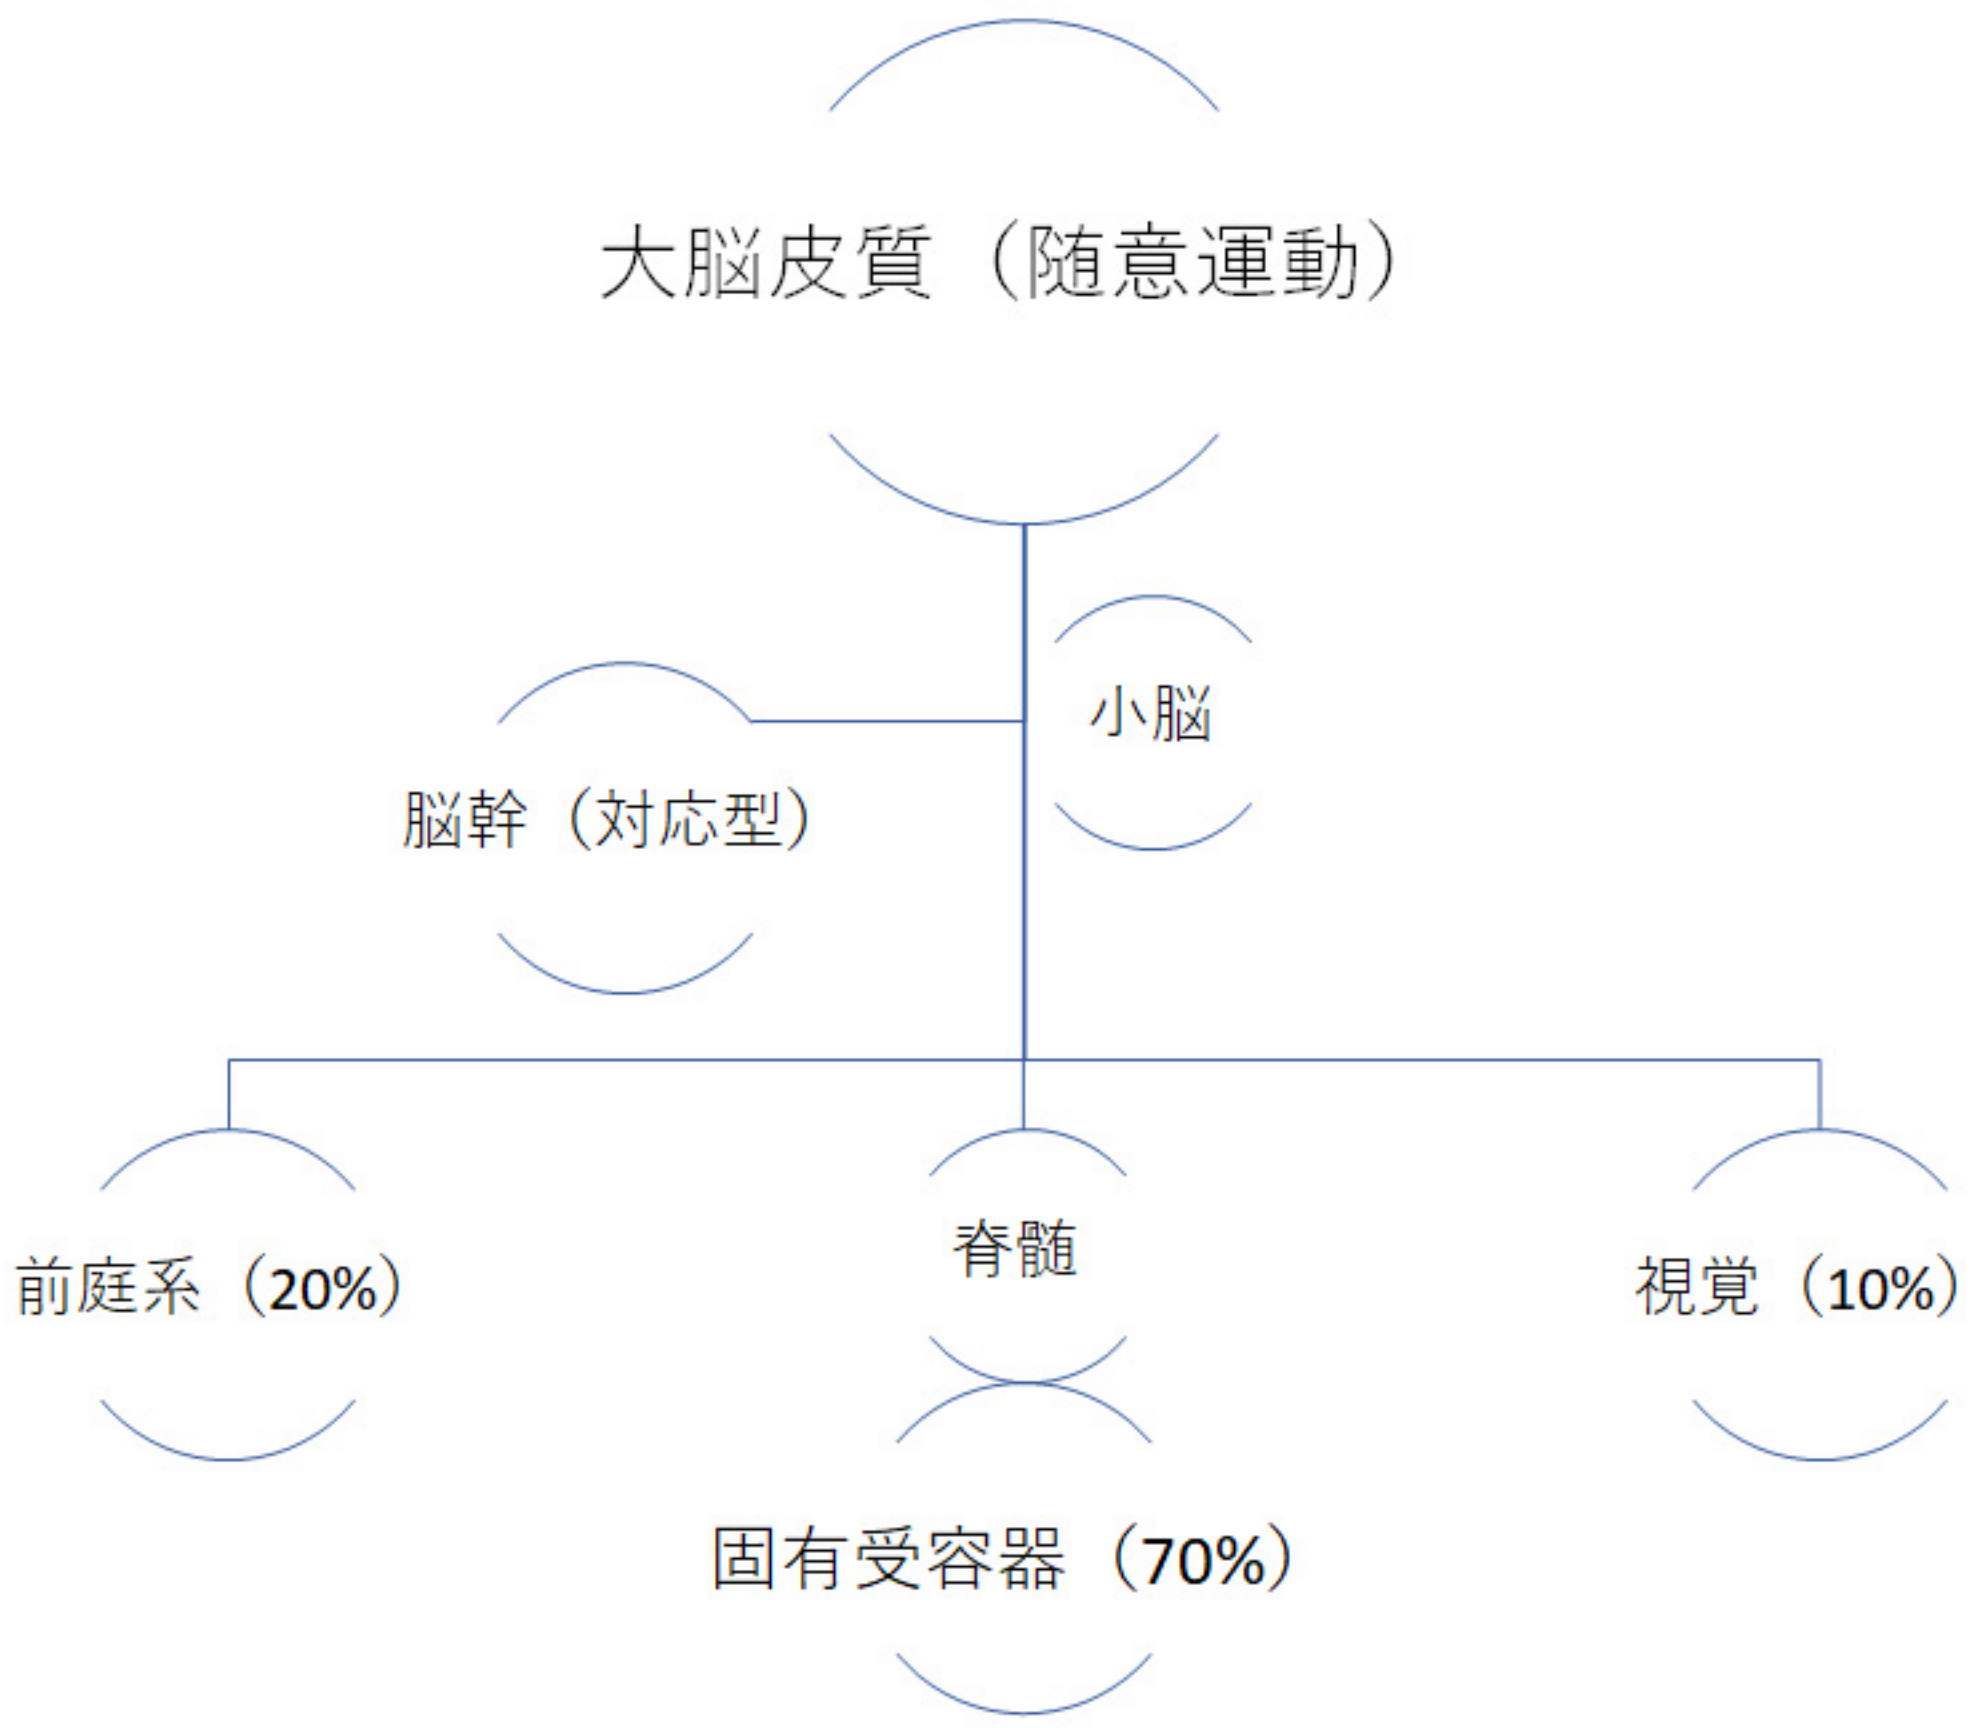 大脳皮質（随意運動）
小脳
脳幹（対応型）
前庭系（20%）
脊髄
視覚（10%）
固有受容器（70%）